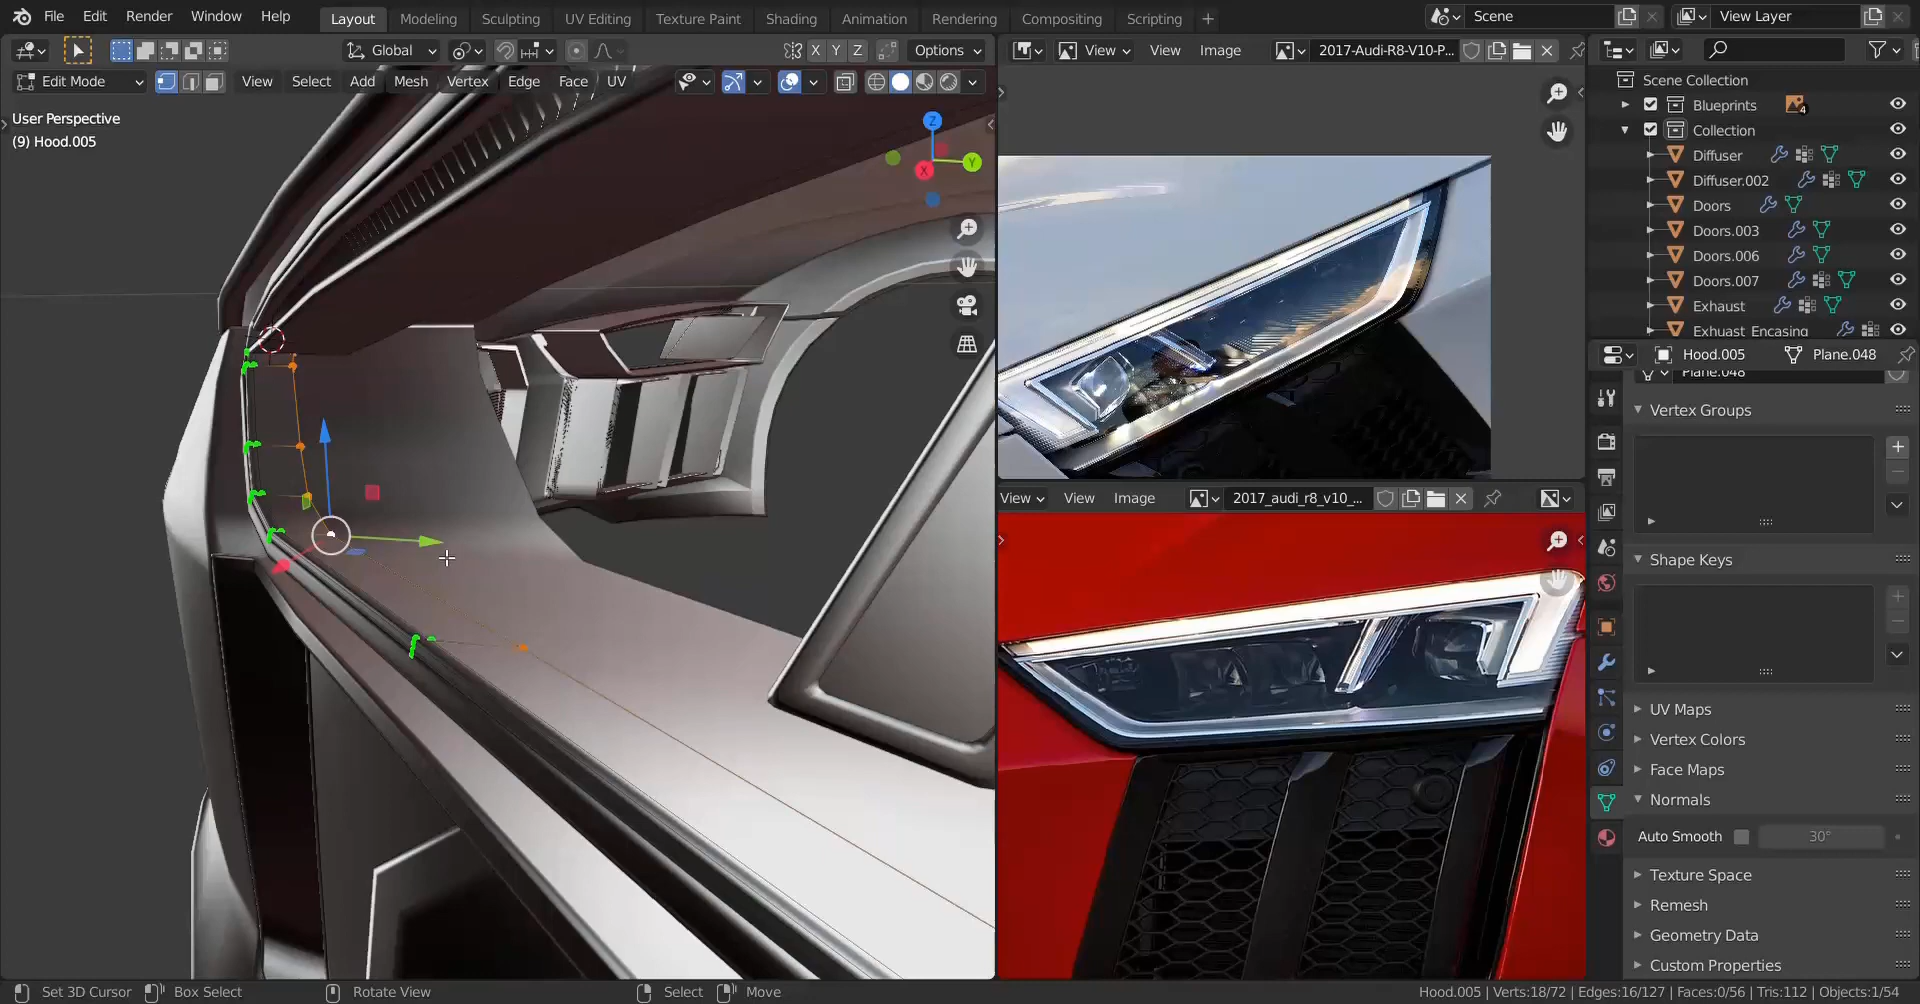 File Edit Render Window Help Layout Modeling Sculpting UV Editing Texture Paint Shading Animation Rendering Compositing Scripting + Scene View Layer
Global X Y Z Options
View View Image 2017-Audi-R8-V10-P...
Edit Mode View Select Add Mesh Vertex Edge Face UV
User Perspective
(9) Hood.005
Z
Y
X
Scene Collection
Blueprints 4
Collection
Diffuser
Diffuser.002
Doors
Doors.003
Doors.006
Doors.007
Exhaust
Exhuast Encasing
Hood.005 Plane.048
Plane.048
Vertex Groups
View View Image 2017_audi_r8_v10_...
Shape Keys
UV Maps
Vertex Colors
Face Maps
Normals
Auto Smooth 30°
Texture Space
Remesh
Geometry Data
Custom Properties
Set 3D Cursor Box Select Rotate View Select Move Hood.005 | Verts:18/72 | Edges:16/127 | Faces:0/56 | Tris:112 | Objects:1/54